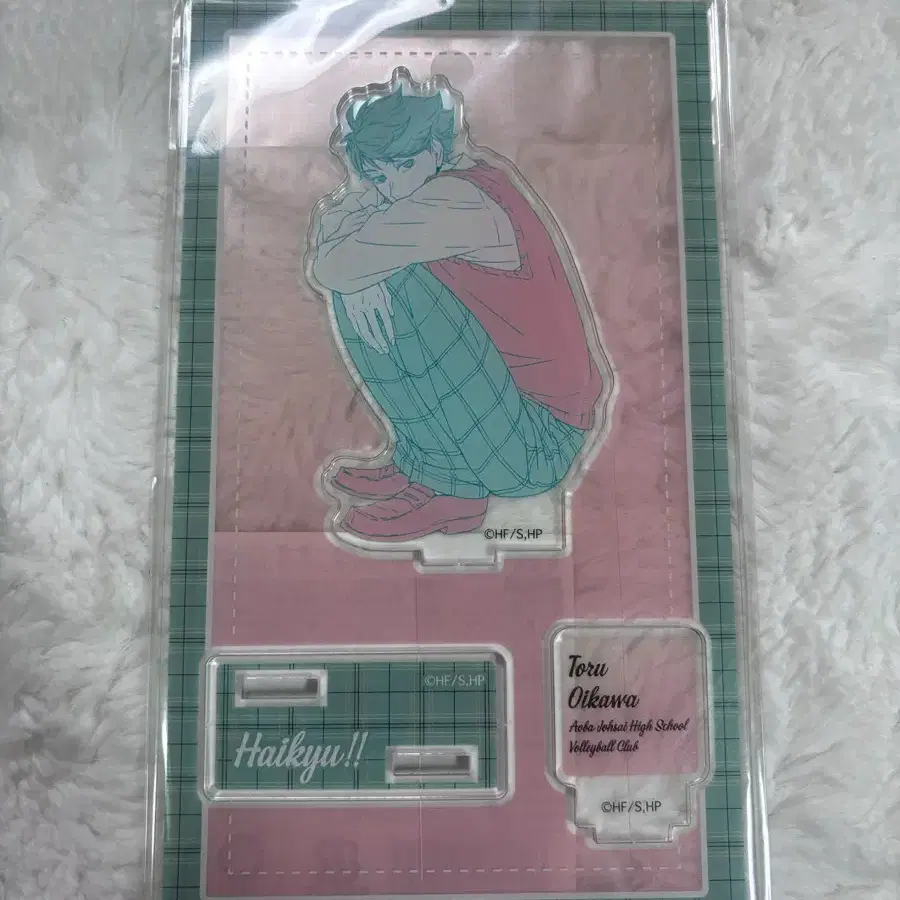 ©HF/S,HP
©HF/S,HP
Haikyu!!
Toru
Oikawa
Aoba Johsai High School
Volleyball Club
©HF/S,HP